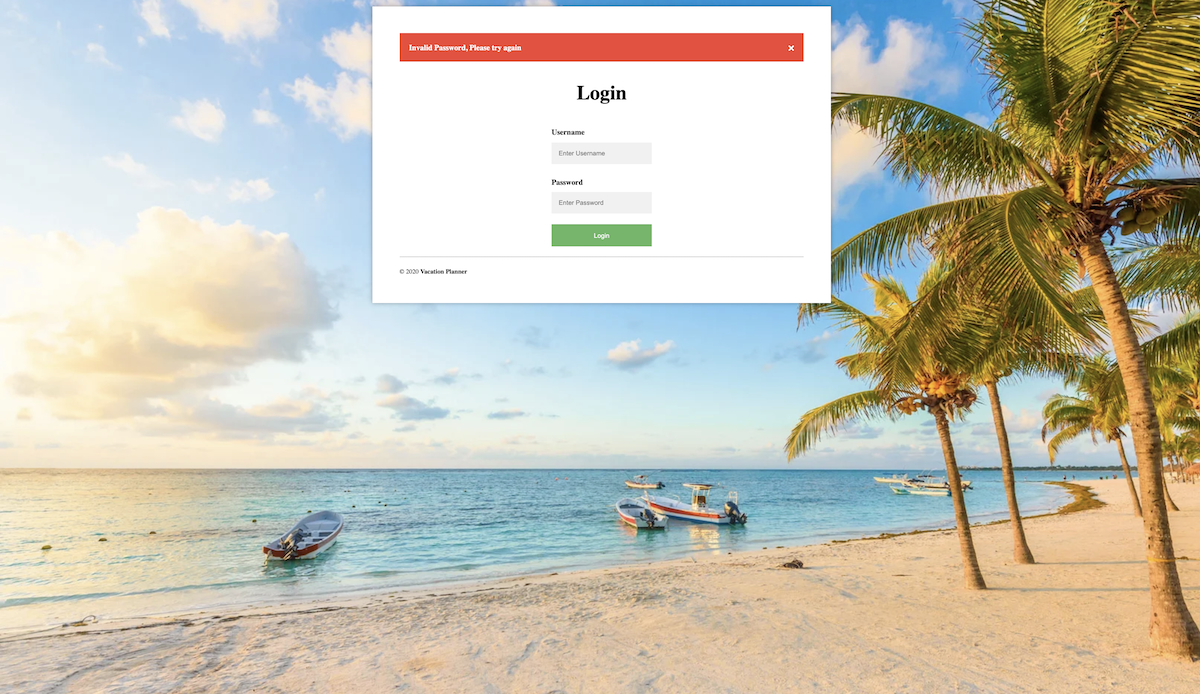 Invalid Password, Please try again ×
Login
Username
Enter Username
Password
Enter Password
Login
© 2020 Vacation Planner